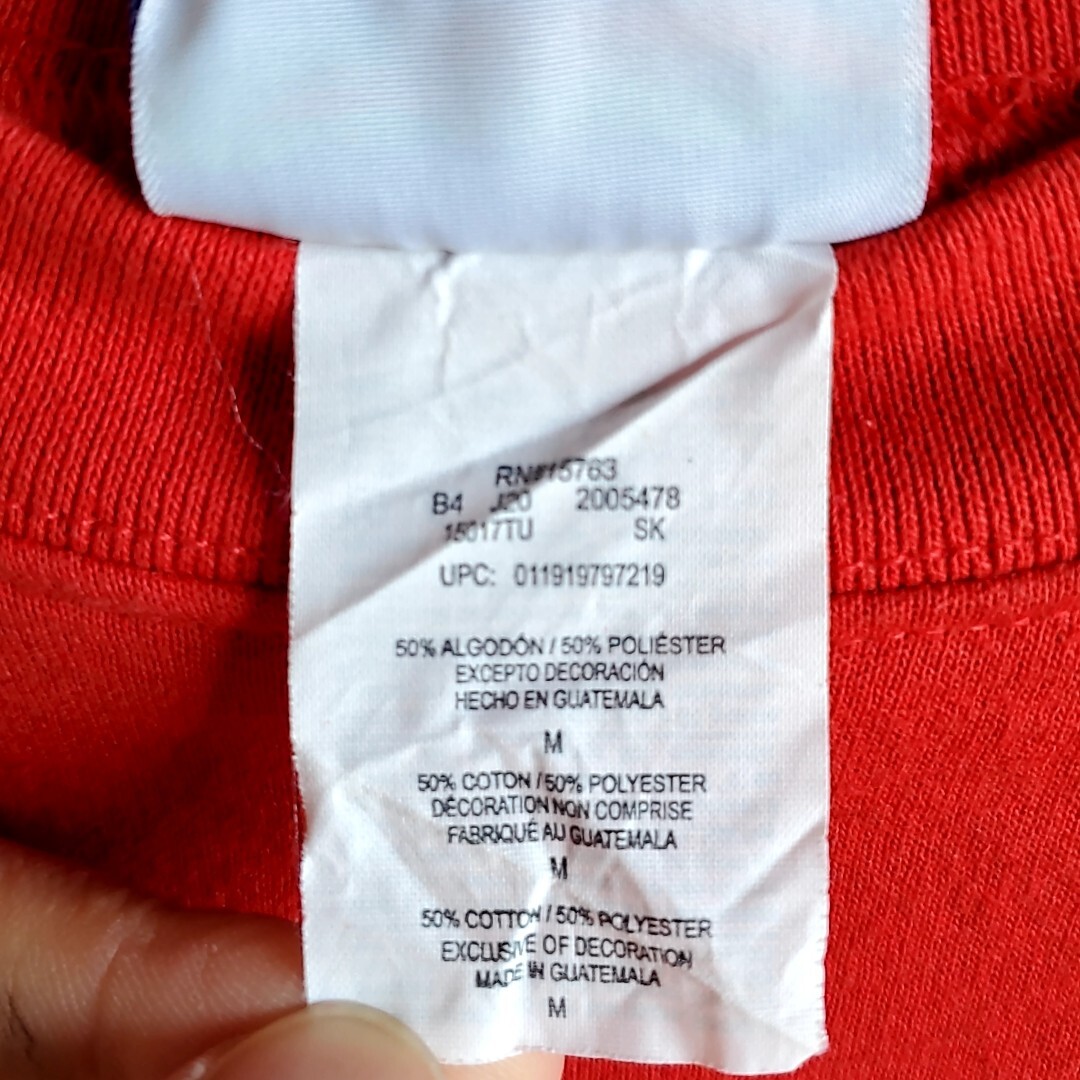 RN#15763
B4 J20 2005478
15017TU SK
UPC: 011919797219
50% ALGODÓN / 50% POLIÉSTER
EXCEPTO DECORACIÓN
HECHO EN GUATEMALA
M
50% COTON / 50% POLYESTER
DÉCORATION NON COMPRISE
FABRIQUÉ AU GUATEMALA
M
50% COTTON / 50% POLYESTER
EXCLUSIVE OF DECORATION
MADE IN GUATEMALA
M